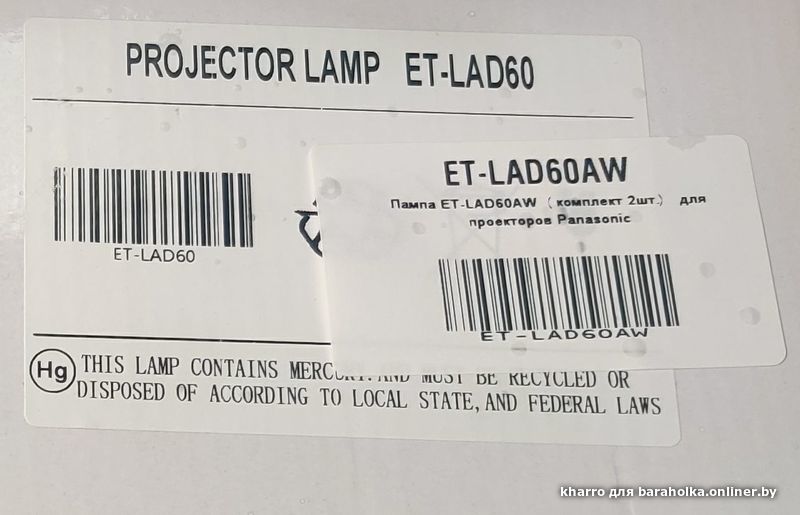 PROJECTOR LAMP ET-LAD60
ET-LAD60
ET-LAD60AW
Лампа ET-LAD60AW ( комплект 2шт.) для
проекторов Panasonic
ET-LAD60AW
Hg
THIS LAMP CONTAINS MERCURY. AND MUST BE RECYCLED OR
DISPOSED OF ACCORDING TO LOCAL STATE, AND FEDERAL LAWS
kharro для baraholka.onliner.by